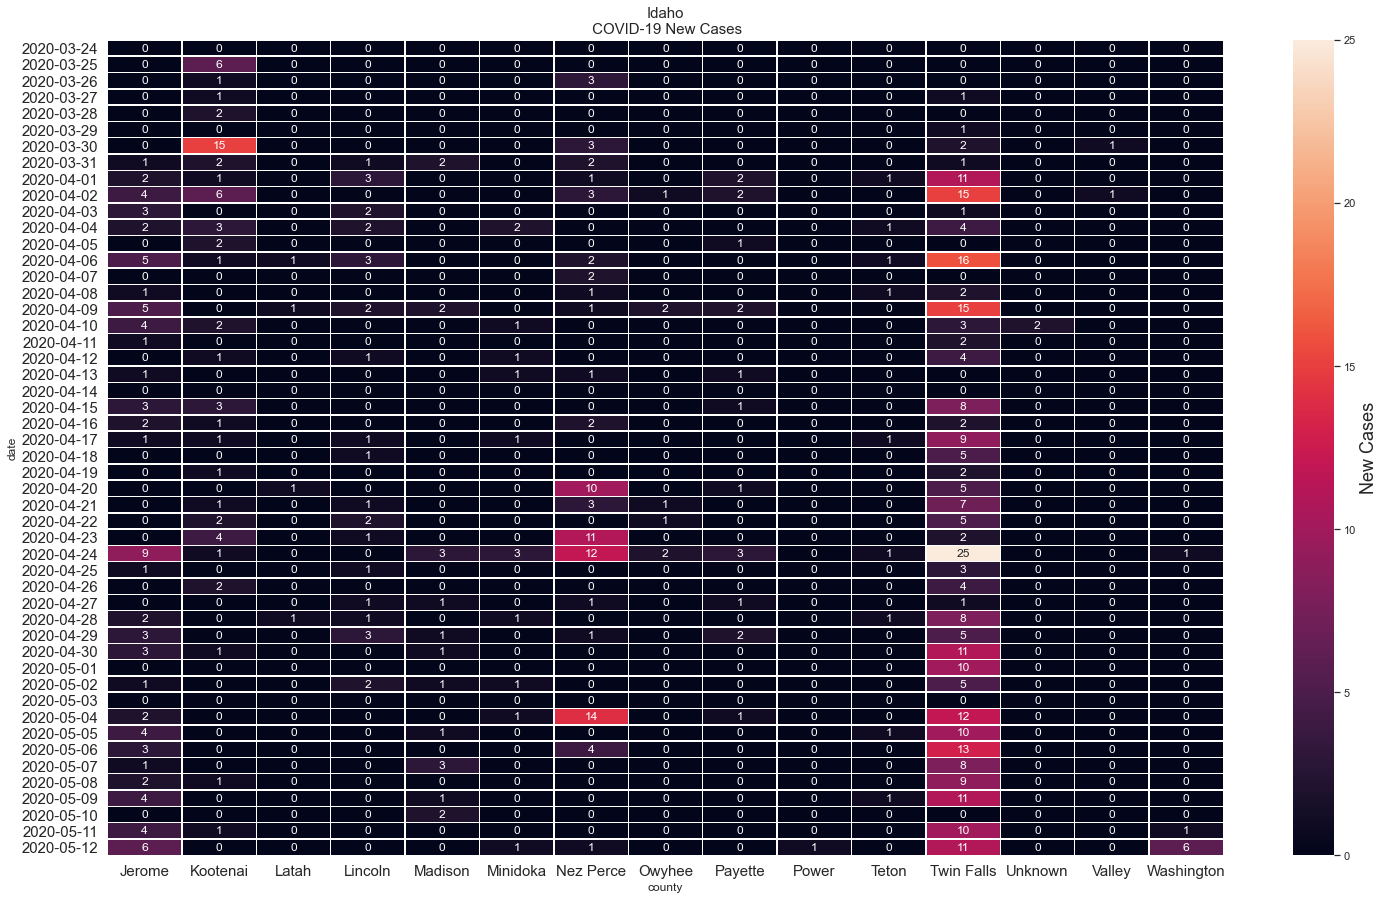 Idaho
COVID-19 New Cases
2020-03-24 0 0 0 0 0 0 0 0 0 0 0 0 0 0 0
2020-03-25 0 6 0 0 0 0 0 0 0 0 0 0 0 0 0
2020-03-26 0 1 0 0 0 0 3 0 0 0 0 0 0 0 0
2020-03-27 0 1 0 0 0 0 0 0 0 0 0 1 0 0 0
2020-03-28 0 2 0 0 0 0 0 0 0 0 0 0 0 0 0
2020-03-29 0 0 0 0 0 0 0 0 0 0 0 1 0 0 0
2020-03-30 0 15 0 0 0 0 3 0 0 0 0 2 0 1 0
2020-03-31 1 2 0 1 2 0 2 0 0 0 0 1 0 0 0
2020-04-01 2 1 0 3 0 0 1 0 2 0 1 11 0 0 0
2020-04-02 4 6 0 0 0 0 3 1 2 0 0 15 0 1 0
2020-04-03 3 0 0 2 0 0 0 0 0 0 0 1 0 0 0
2020-04-04 2 3 0 2 0 2 0 0 0 0 1 4 0 0 0
2020-04-05 0 2 0 0 0 0 0 0 1 0 0 0 0 0 0
2020-04-06 5 1 1 3 0 0 2 0 0 0 1 16 0 0 0
2020-04-07 0 0 0 0 0 0 2 0 0 0 0 0 0 0 0
2020-04-08 1 0 0 0 0 0 1 0 0 0 1 2 0 0 0
2020-04-09 5 0 1 2 2 0 1 2 2 0 0 15 0 0 0
2020-04-10 4 2 0 0 0 1 0 0 0 0 0 3 2 0 0
2020-04-11 1 0 0 0 0 0 0 0 0 0 0 2 0 0 0
2020-04-12 0 1 0 1 0 1 0 0 0 0 0 4 0 0 0
2020-04-13 1 0 0 0 0 1 1 0 1 0 0 0 0 0 0
2020-04-14 0 0 0 0 0 0 0 0 0 0 0 0 0 0 0
2020-04-15 3 3 0 0 0 0 0 0 1 0 0 8 0 0 0
2020-04-16 2 1 0 0 0 0 2 0 0 0 0 2 0 0 0
2020-04-17 1 1 0 1 0 1 0 0 0 0 1 9 0 0 0
2020-04-18 0 0 0 1 0 0 0 0 0 0 0 5 0 0 0
2020-04-19 0 1 0 0 0 0 0 0 0 0 0 2 0 0 0
2020-04-20 0 0 1 0 0 0 10 0 1 0 0 5 0 0 0
2020-04-21 0 1 0 1 0 0 3 1 0 0 0 7 0 0 0
2020-04-22 0 2 0 2 0 0 0 1 0 0 0 5 0 0 0
2020-04-23 0 4 0 1 0 0 11 0 0 0 0 2 0 0 0
2020-04-24 9 1 0 0 3 3 12 2 3 0 1 25 0 0 1
2020-04-25 1 0 0 1 0 0 0 0 0 0 0 3 0 0 0
2020-04-26 0 2 0 0 0 0 0 0 0 0 0 4 0 0 0
2020-04-27 0 0 0 1 1 0 1 0 1 0 0 1 0 0 0
2020-04-28 2 0 1 1 0 1 0 0 0 0 1 8 0 0 0
2020-04-29 3 0 0 3 1 0 1 0 2 0 0 5 0 0 0
2020-04-30 3 1 0 0 1 0 0 0 0 0 0 11 0 0 0
2020-05-01 0 0 0 0 0 0 0 0 0 0 0 10 0 0 0
2020-05-02 1 0 0 2 1 1 0 0 0 0 0 5 0 0 0
2020-05-03 0 0 0 0 0 0 0 0 0 0 0 0 0 0 0
2020-05-04 2 0 0 0 0 1 14 0 1 0 0 12 0 0 0
2020-05-05 4 0 0 0 1 0 0 0 0 0 1 10 0 0 0
2020-05-06 3 0 0 0 0 0 4 0 0 0 0 13 0 0 0
2020-05-07 1 0 0 0 3 0 0 0 0 0 0 8 0 0 0
2020-05-08 2 1 0 0 0 0 0 0 0 0 0 9 0 0 0
2020-05-09 4 0 0 0 1 0 0 0 0 0 1 11 0 0 0
2020-05-10 0 0 0 0 2 0 0 0 0 0 0 0 0 0 0
2020-05-11 4 1 0 0 0 0 0 0 0 0 0 10 0 0 1
2020-05-12 6 0 0 0 0 1 1 0 0 1 0 11 0 0 6
Jerome Kootenai Latah Lincoln Madison Minidoka Nez Perce Owyhee Payette Power Teton Twin Falls Unknown Valley Washington
county
date
25
20
15
10
5
0
New Cases